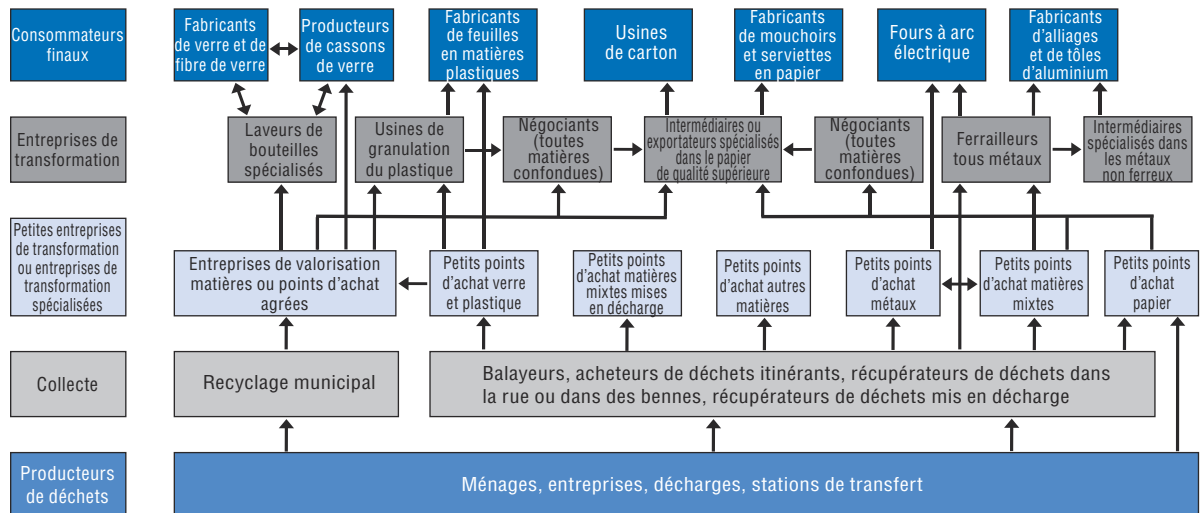 Consommateurs
finaux
Fabricants
de verre et de
fibre de verre
Producteurs
de cassons
de verre
Fabricants
de feuilles
en matières
plastiques
Usines
de carton
Fabricants
de mouchoirs
et serviettes
en papier
Fours à arc
électrique
Fabricants
d'alliages
et de tôles
d'aluminium
Entreprises de
transformation
Laveurs de
bouteilles
spécialisés
Usines de
granulation
du plastique
Négociants
(toutes
matières
confondues)
Intermédiaires ou
exportateurs spécialisés
dans le papier
de qualité supérieure
Négociants
(toutes
matières
confondues)
Ferrailleurs
tous métaux
Intermédiaires
spécialisés dans
les métaux
non ferreux
Petites entreprises
de transformation
ou entreprises de
transformation
spécialisées
Entreprises de valorisation
matières ou points d'achat
agrées
Petits points
d'achat verre
et plastique
Petits points
d'achat matières
mixtes mises
en décharge
Petits points
d'achat autres
matières
Petits points
d'achat
métaux
Petits points
d'achat matières
mixtes
Petits points
d'achat
papier
Collecte
Recyclage municipal
Balayeurs, acheteurs de déchets itinérants, récupérateurs de déchets dans
la rue ou dans des bennes, récupérateurs de déchets mis en décharge
Producteurs
de déchets
Ménages, entreprises, décharges, stations de transfert